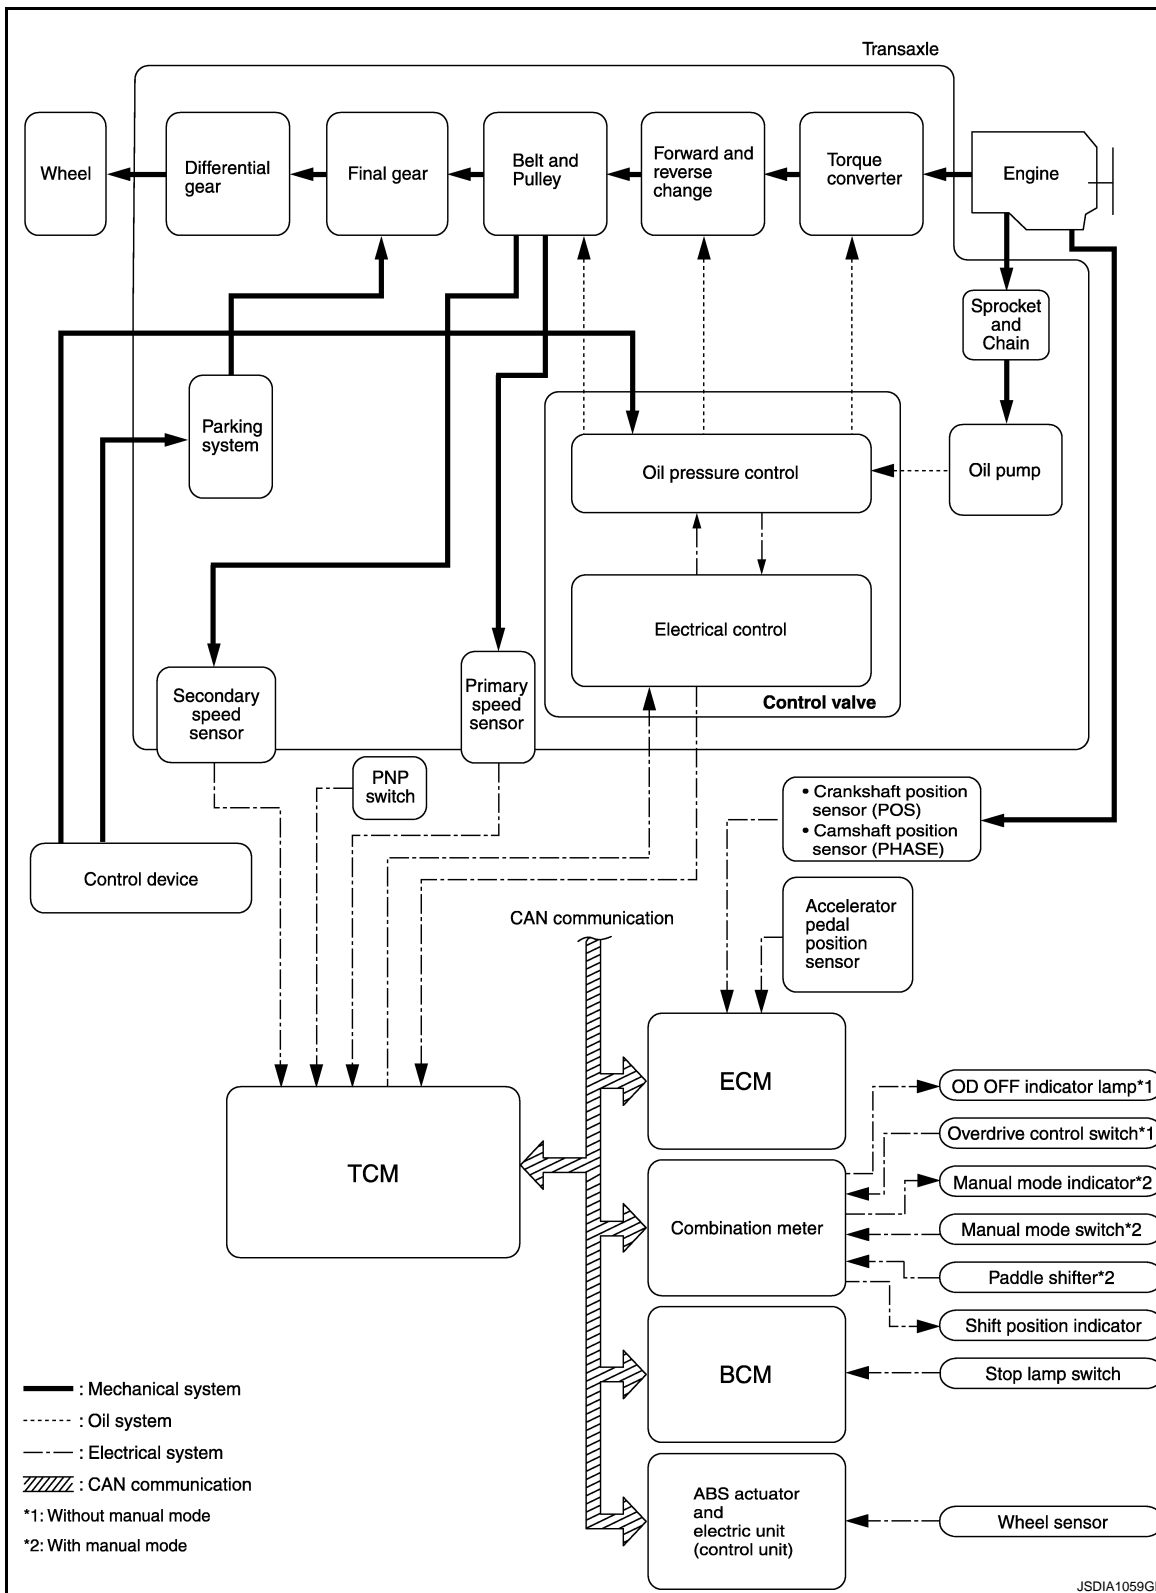 Transaxle
Wheel
Differential
gear
Final gear
Belt and
Pulley
Forward and
reverse
change
Torque
converter
Engine
Sprocket
and
Chain
Parking
system
Oil pressure control
Oil pump
Electrical control
Control valve
Secondary
speed
sensor
Primary
speed
sensor
PNP
switch
• Crankshaft position
sensor (POS)
• Camshaft position
sensor (PHASE)
Control device
Accelerator
pedal
position
sensor
CAN communication
ECM
TCM
OD OFF indicator lamp*1
Overdrive control switch*1
Manual mode indicator*2
Combination meter
Manual mode switch*2
Paddle shifter*2
Shift position indicator
BCM
Stop lamp switch
: Mechanical system
: Oil system
: Electrical system
: CAN communication
*1: Without manual mode
*2: With manual mode
ABS actuator
and
electric unit
(control unit)
Wheel sensor